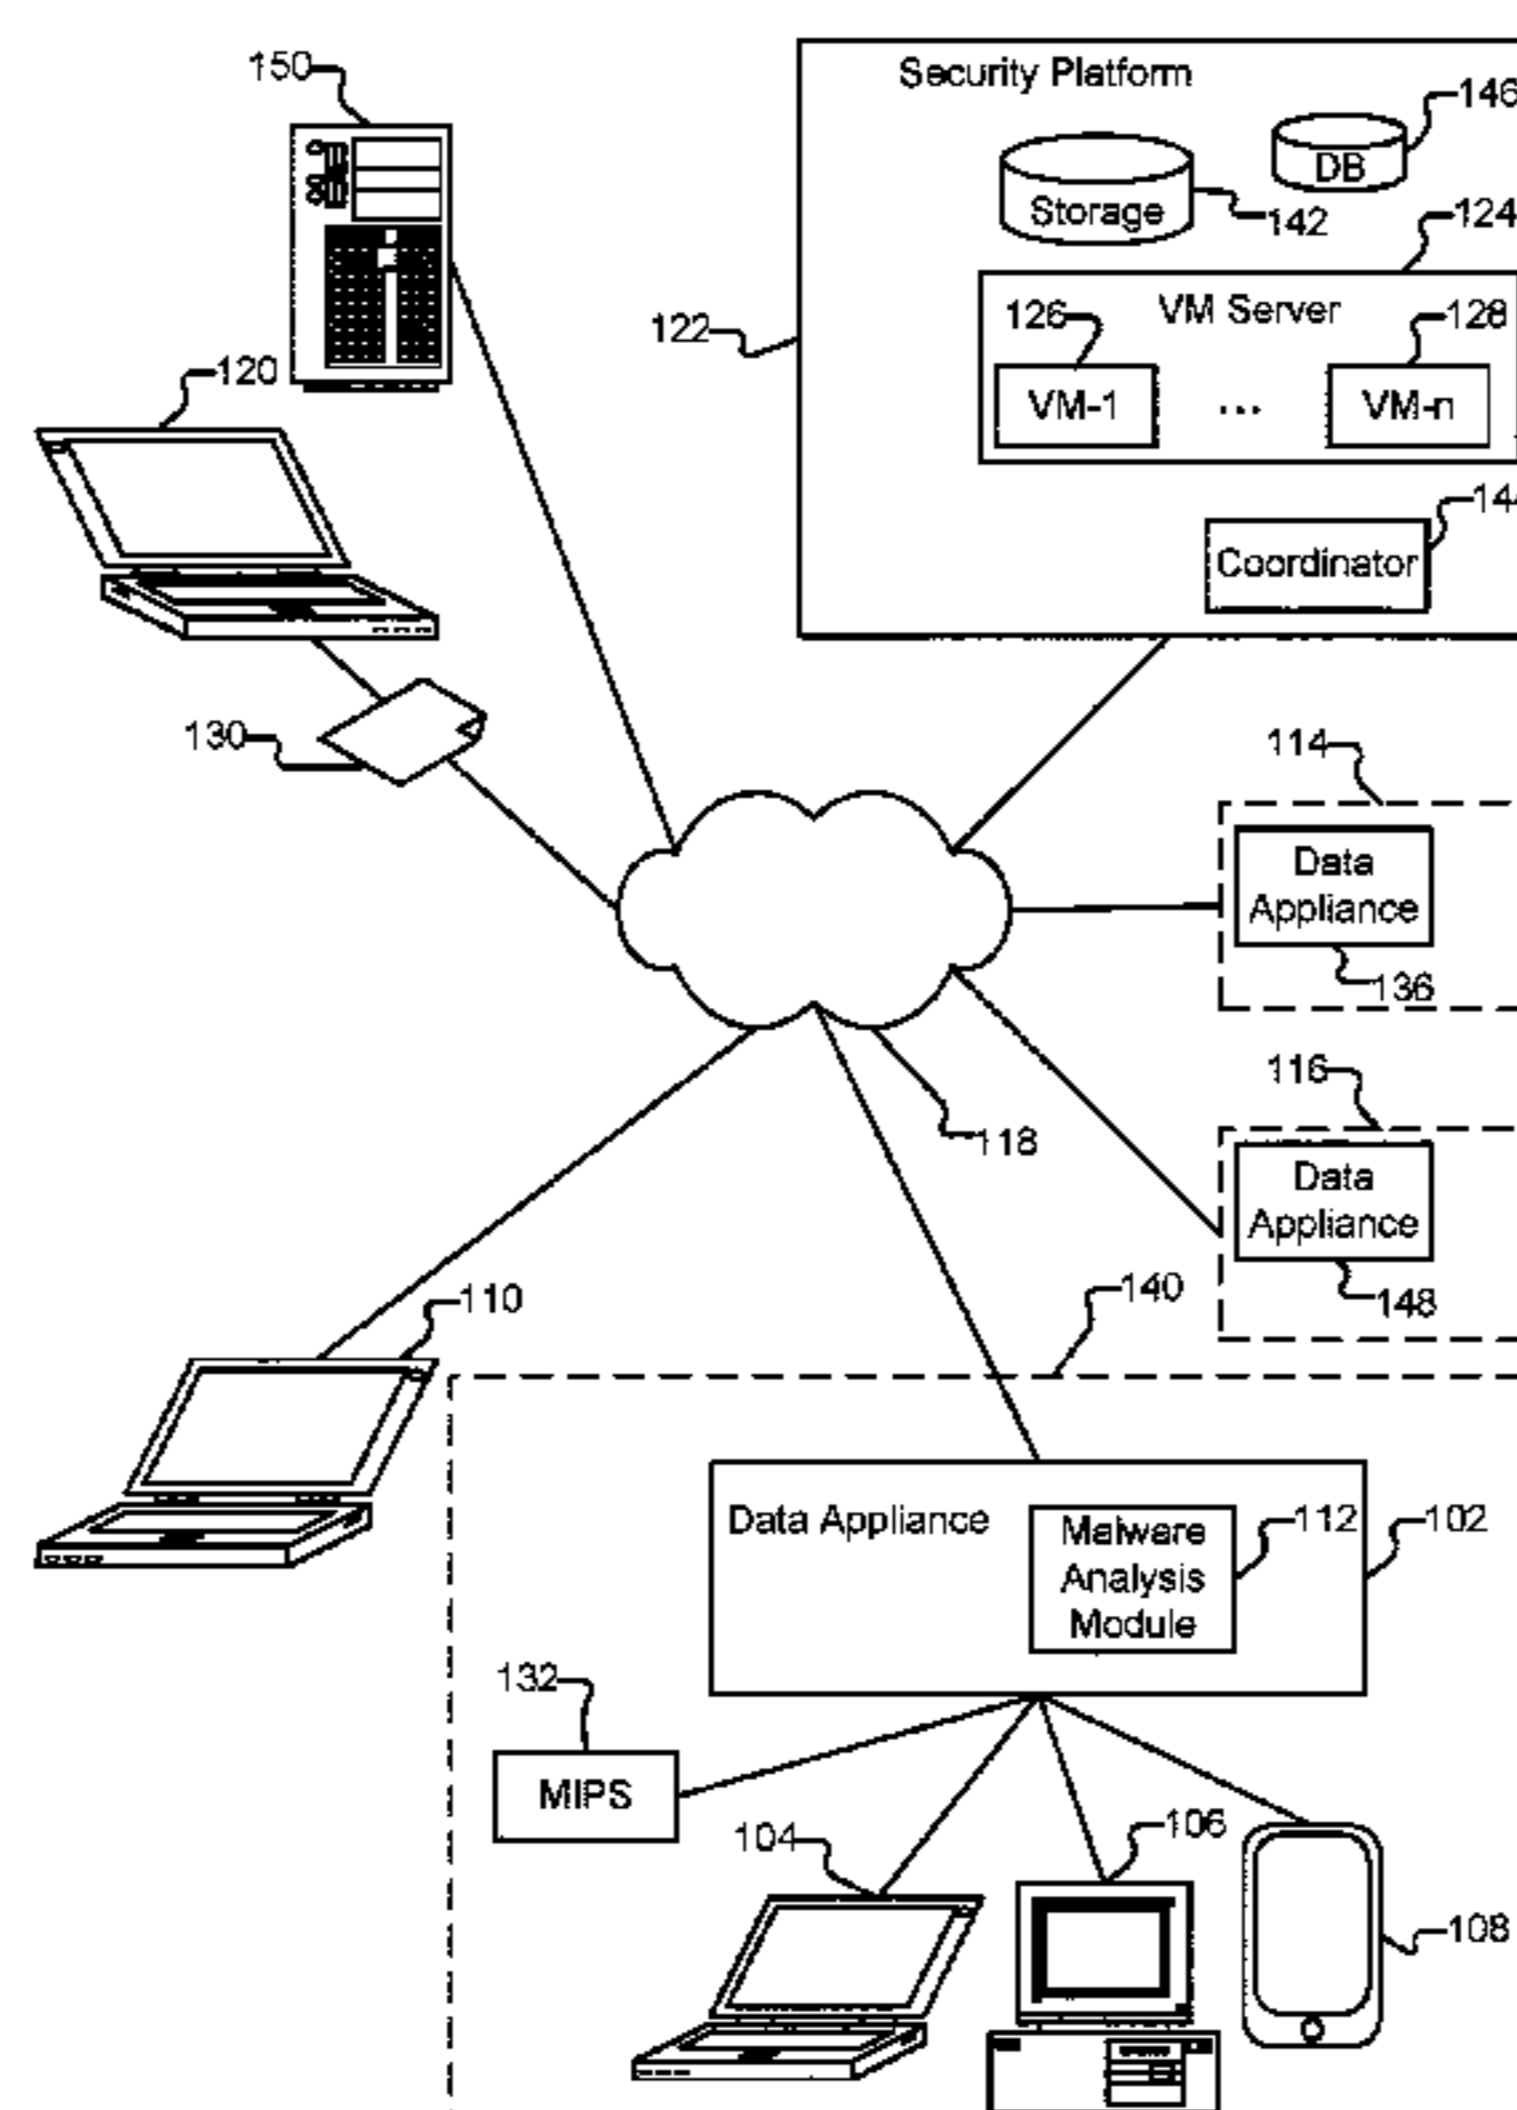 150
Security Platform
146
DB
Storage
142
124
VM Server
126
128
122
VM-1
...
VM-n
120
Coordinator
130
114
Data
Appliance
136
116
118
Data
Appliance
148
140
110
Data Appliance
Malware
Analysis
Module
112
102
132
MIPS
104
106
108